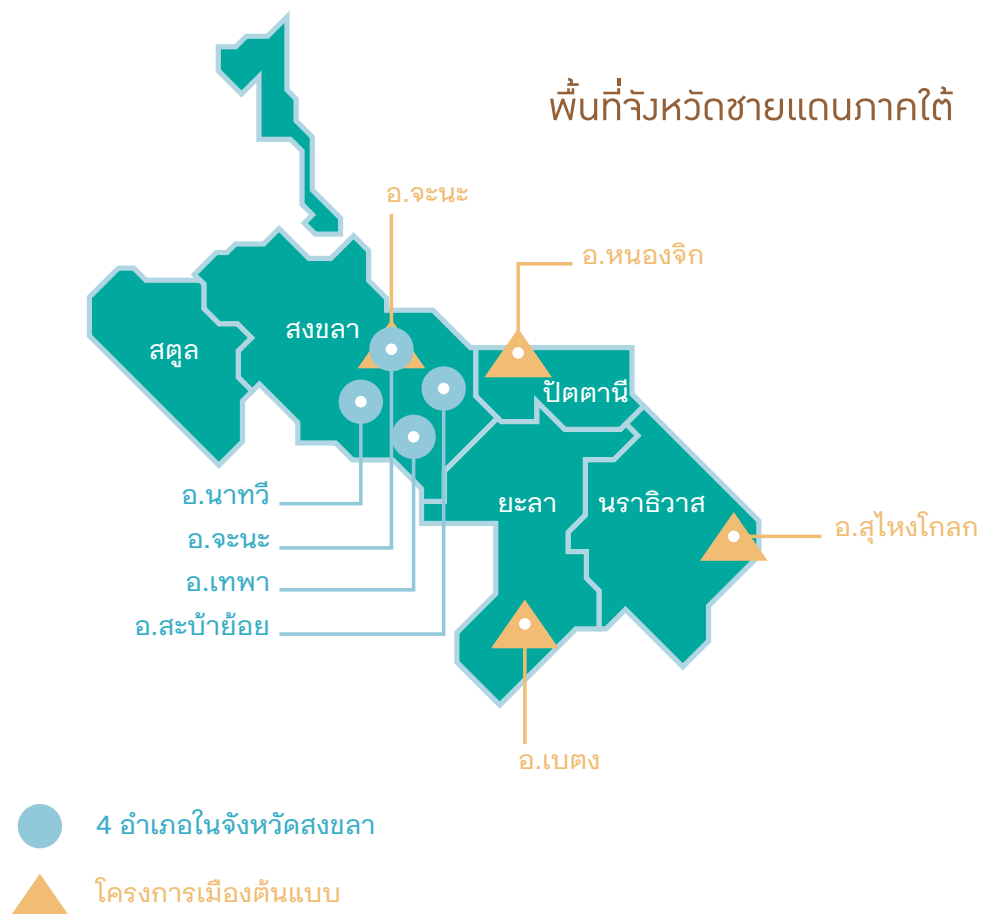 พื้นที่จังหวัดชายแดนภาคใต้
อ.จะนะ
อ.หนองจิก
สงขลา
สตูล
ปัตตานี
อ.นาทวี
ยะลา
นราธิวาส
อ.สุไหงโกลก
อ.จะนะ
อ.เทพา
อ.สะบ้าย้อย
อ.เบตง
4 อำเภอในจังหวัดสงขลา
โครงการเมืองต้นแบบ